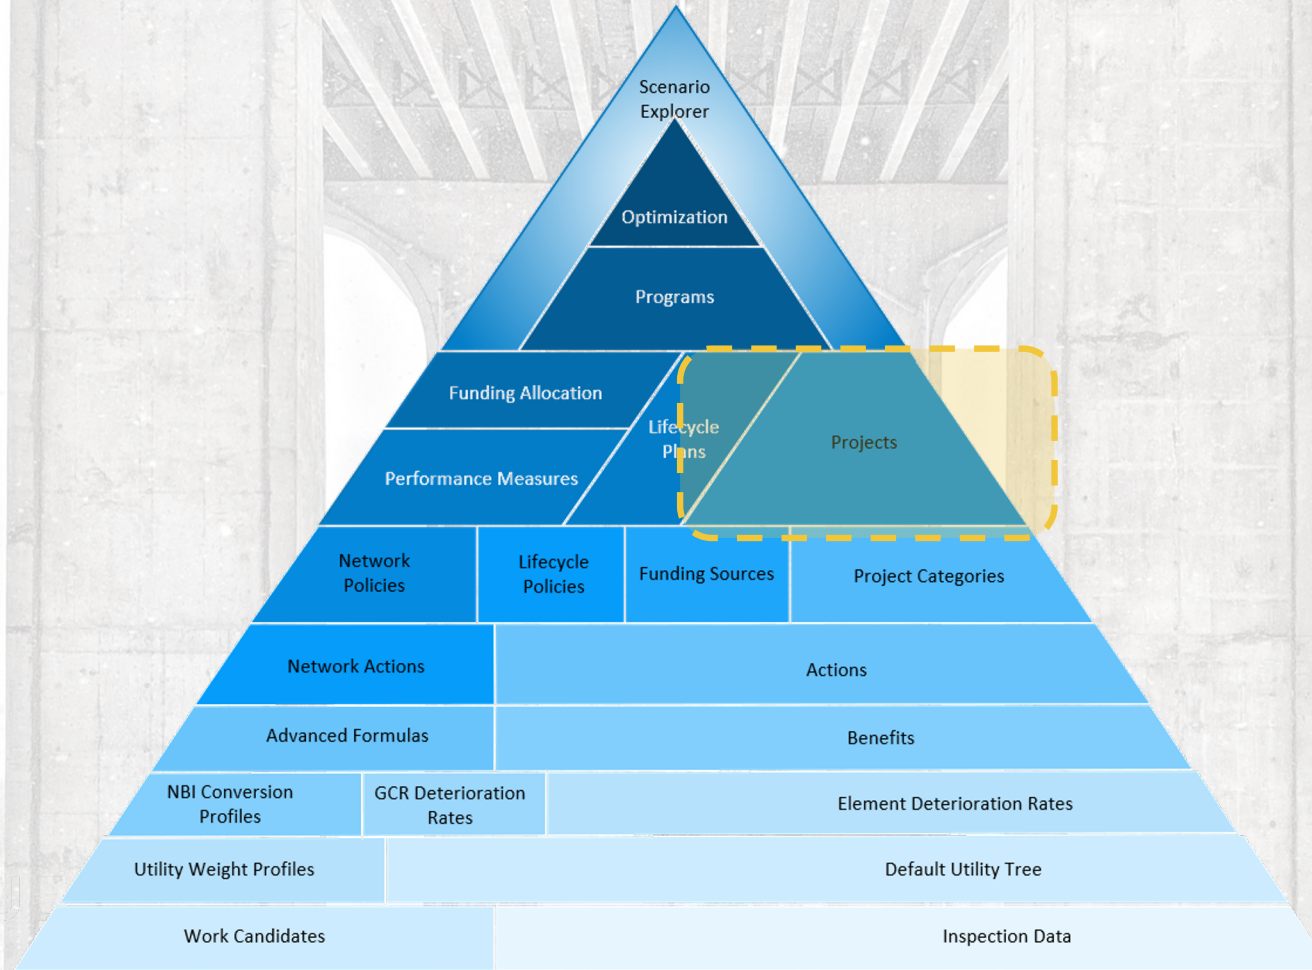 Scenario
Explorer
Optimization
Programs
Funding Allocation
Performance Measures
Lifecycle
Plans
Projects
Network
Policies
Lifecycle
Policies
Funding Sources
Project Categories
Network Actions
Actions
Advanced Formulas
Benefits
NBI Conversion
Profiles
GCR Deterioration
Rates
Element Deterioration Rates
Utility Weight Profiles
Default Utility Tree
Work Candidates
Inspection Data